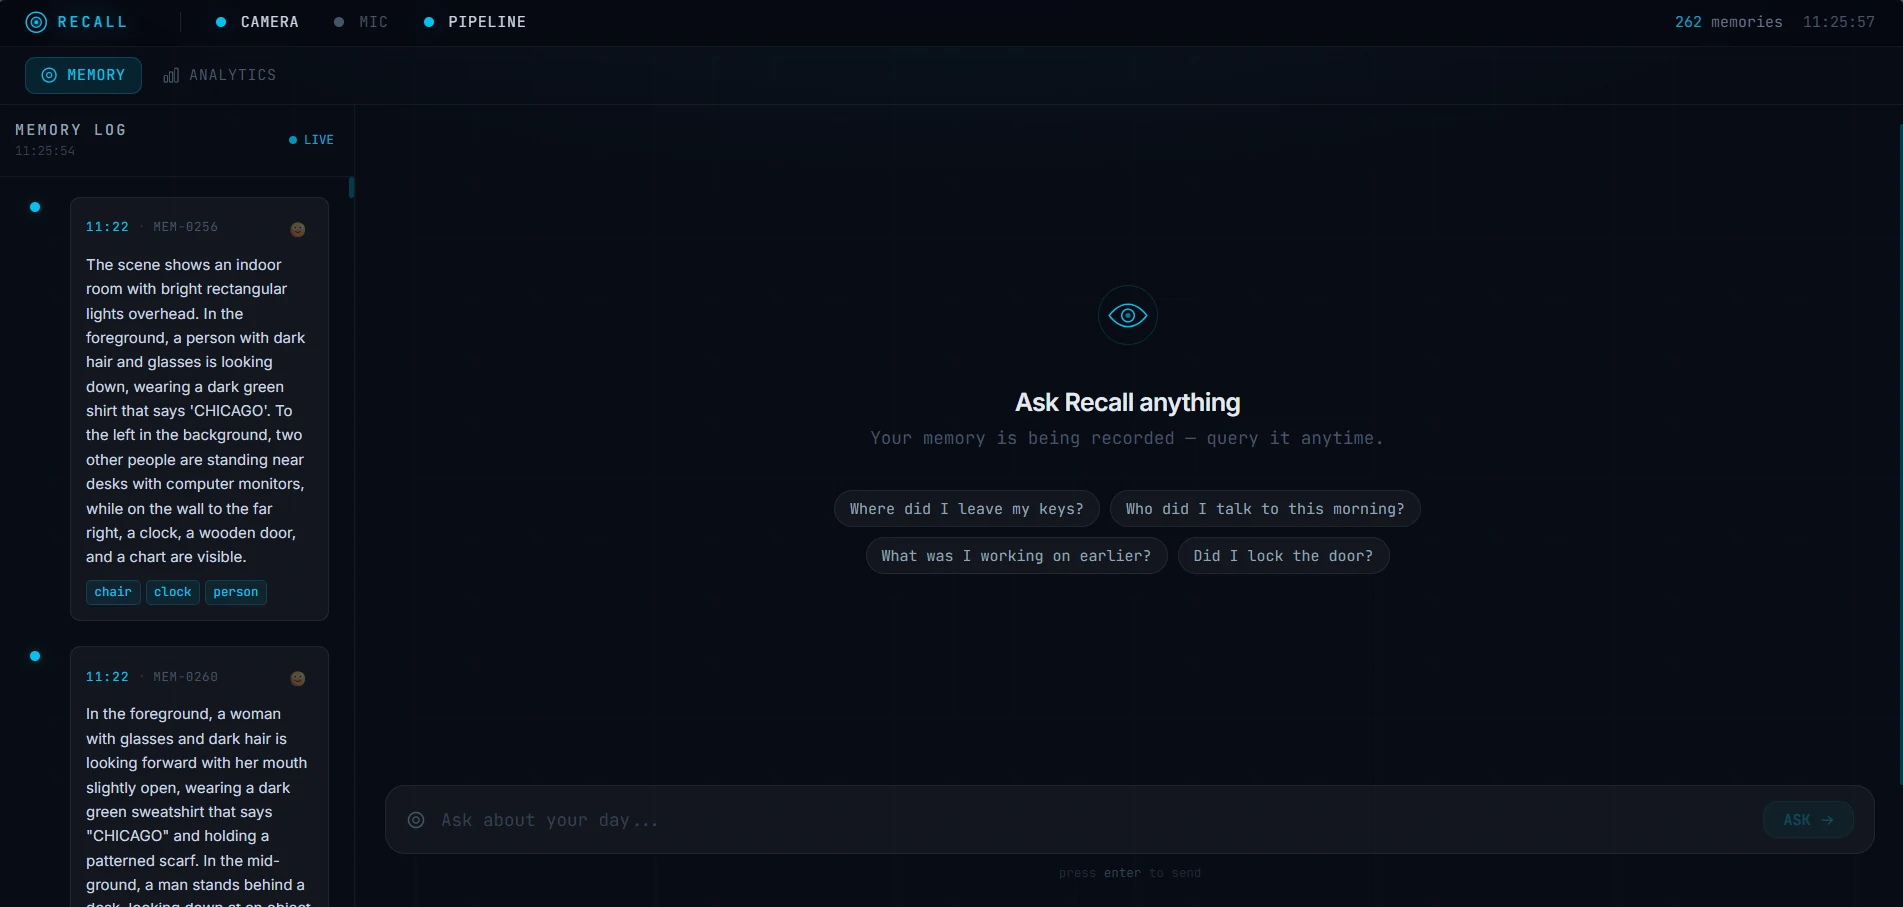 RECALL
CAMERA
MIC
PIPELINE
262 memories 11:25:57
MEMORY
ANALYTICS
MEMORY LOG
11:25:54
LIVE
11:22 · MEM-0256
The scene shows an indoor
room with bright rectangular
lights overhead. In the
foreground, a person with dark
hair and glasses is looking
down, wearing a dark green
shirt that says 'CHICAGO'. To
the left in the background, two
other people are standing near
desks with computer monitors,
while on the wall to the far
right, a clock, a wooden door,
and a chart are visible.
chair clock person
11:22 · MEM-0260
In the foreground, a woman
with glasses and dark hair is
looking forward with her mouth
slightly open, wearing a dark
green sweatshirt that says
"CHICAGO" and holding a
patterned scarf. In the mid-
ground, a man stands behind a
desk, looking down at an object
Ask Recall anything
Your memory is being recorded — query it anytime.
Where did I leave my keys?
Who did I talk to this morning?
What was I working on earlier?
Did I lock the door?
Ask about your day...
ASK →
press enter to send